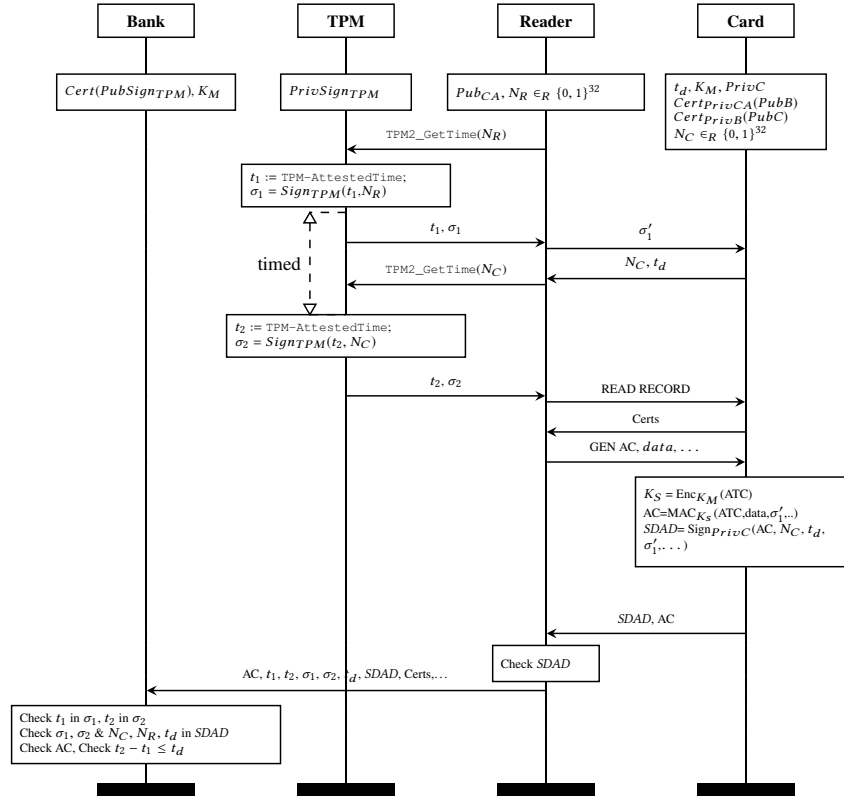 Bank
TPM
Reader
Card
Cert(PubSign_TPM), K_M
PrivSign_TPM
Pub_CA, N_R ∈_R {0, 1}^32
t_d, K_M, PrivC
Cert_PrivCA(PubB)
Cert_PrivB(PubC)
N_C ∈_R {0, 1}^32
TPM2_GetTime(N_R)
t_1 := TPM-AttestedTime;
σ_1 = Sign_TPM(t_1,N_R)
t_1, σ_1
σ_1′
timed
N_C, t_d
TPM2_GetTime(N_C)
t_2 := TPM-AttestedTime;
σ_2 = Sign_TPM(t_2, N_C)
t_2, σ_2
READ RECORD
Certs
GEN AC, data, . . .
K_S = Enc_K_M(ATC)
AC=MAC_K_s(ATC,data,σ_1′,..)
SDAD= Sign_PrivC(AC, N_C, t_d,
σ_1′,. . . )
SDAD, AC
Check SDAD
AC, t_1, t_2, σ_1, σ_2, t_d, SDAD, Certs,...
Check t_1 in σ_1, t_2 in σ_2
Check σ_1, σ_2 & N_C, N_R, t_d in SDAD
Check AC, Check t_2 − t_1 ≤ t_d